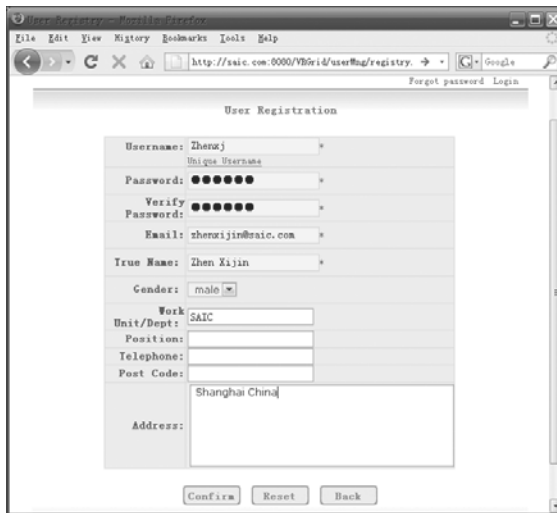 User Registry - Mozilla Firefox
File Edit View History Bookmarks Tools Help
http://saic.com:8080/VBGrid/userMng/registry. Google
Forgot password Login
User Registration
Username: Zhenxj *
Unique Username
Password: ●●●●●● *
Verify Password: ●●●●●● *
Email: zhenxijin@saic.com *
True Name: Zhen Xijin *
Gender: male
Work Unit/Dept: SAIC
Position:
Telephone:
Post Code:
Address: Shanghai China
Confirm Reset Back